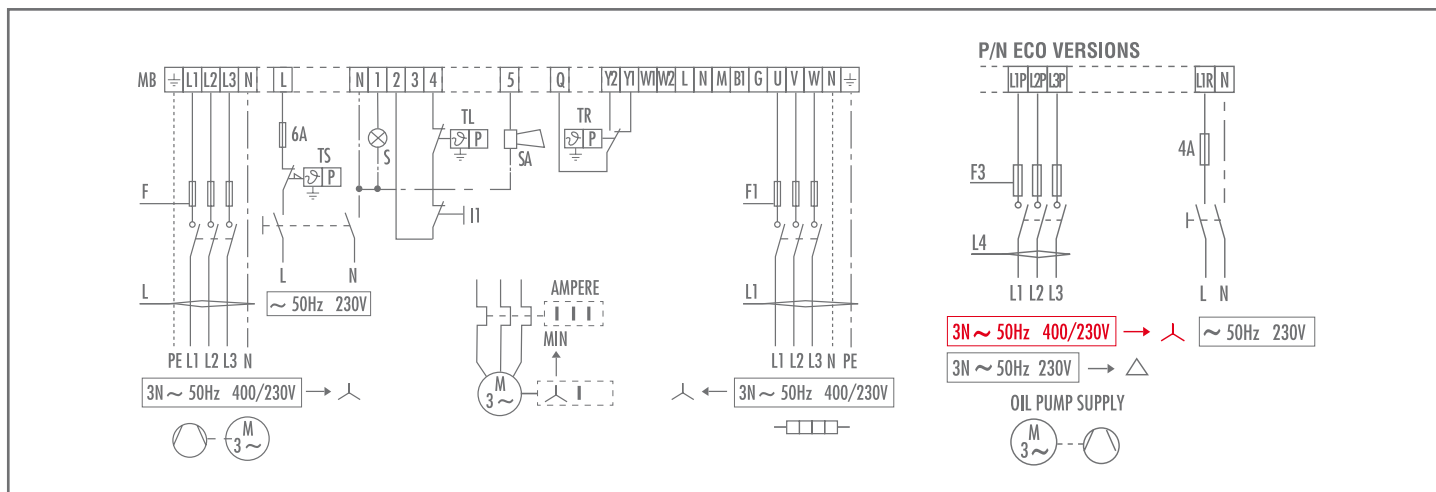 P/N ECO VERSIONS
MB L1 L2 L3 N L N 1 2 3 4 5 Q Y2 Y1 W1 W2 L N M B1 G U V W N
L1P L2P L3P L1R N
6A TS P
S
TL P
SA
TR P
4A
F
F1
F3
I1
L N
~ 50Hz 230V
L
L1
L4
AMPERE
I I I
MIN
M 3~
I
PE L1 L2 L3 N
3N ~ 50Hz 400/230V
M 3~
L1 L2 L3 N PE
3N ~ 50Hz 400/230V
L1 L2 L3
L N
3N ~ 50Hz 400/230V
~ 50Hz 230V
3N ~ 50Hz 230V
OIL PUMP SUPPLY
M 3~